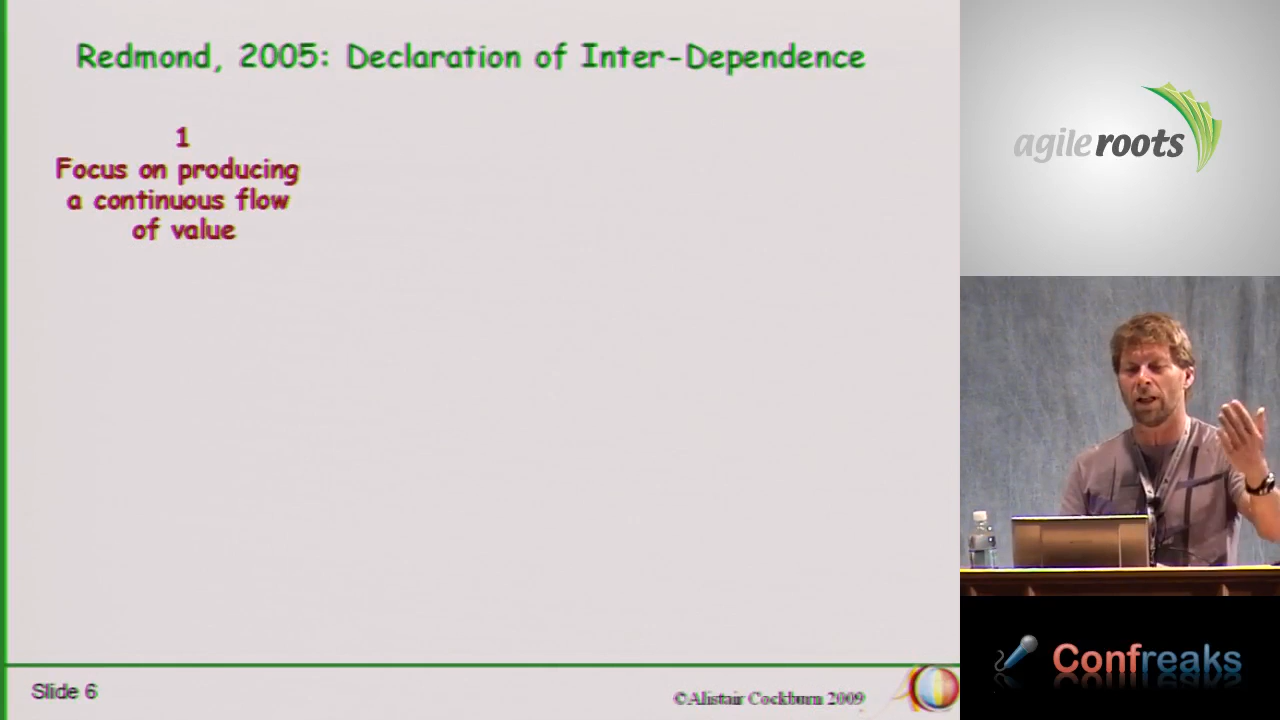 Redmond, 2005: Declaration of Inter-Dependence
1
Focus on producing
a continuous flow
of value
Slide 6
©Alistair Cockburn 2009
agile roots
Confreaks